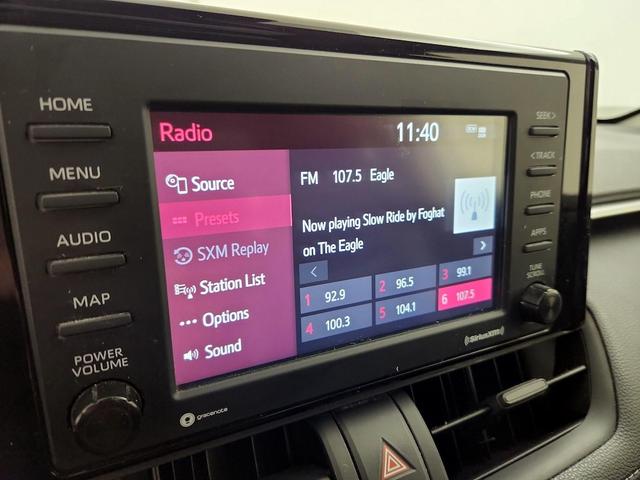 HOME
MENU
AUDIO
MAP
POWER
VOLUME
Radio
11:40
Source
Presets
SXM Replay
Station List
Options
Sound
FM 107.5 Eagle
Now playing Slow Ride by Foghat
on The Eagle
1 92.9
2 96.5
3 99.1
4 100.3
5 104.1
6 107.5
SEEK >
< TRACK
PHONE
APPS
TUNE
SCROLL
SiriusXM
gracenote